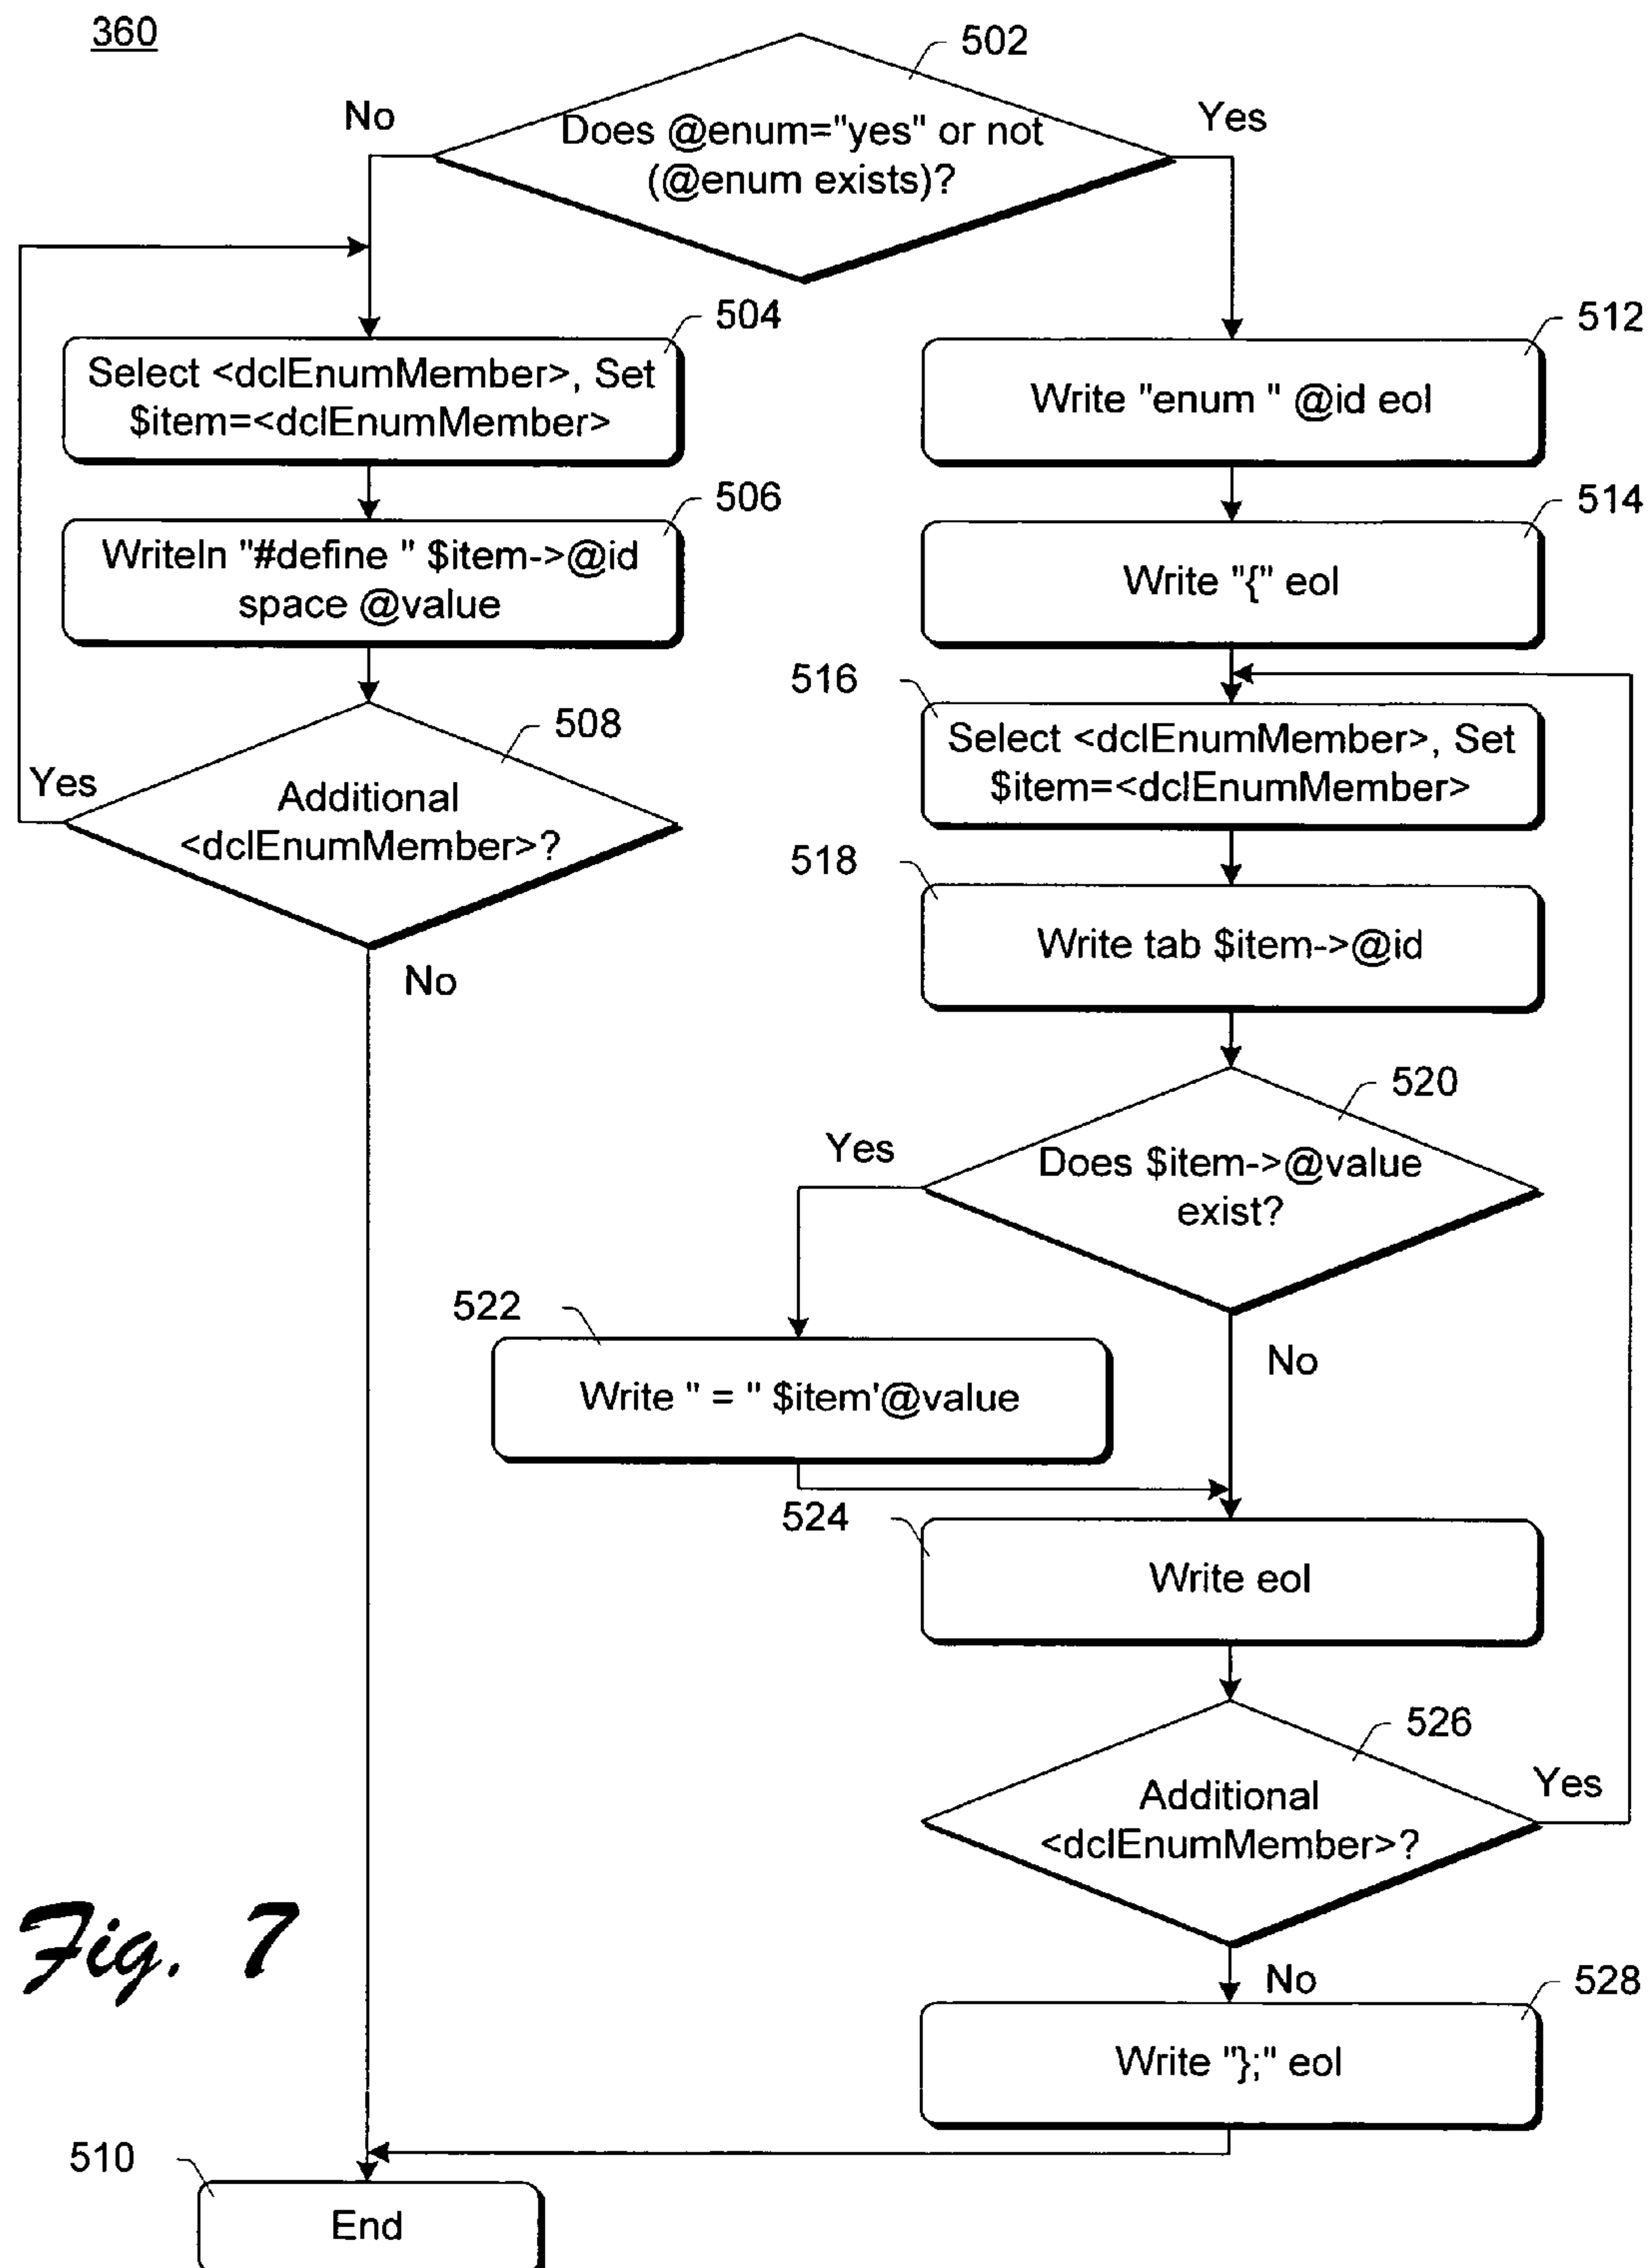 360
502
No
Yes
Does @enum="yes" or not
(@enum exists)?
504
Select <dclEnumMember>, Set
$item=<dclEnumMember>
512
Write "enum " @id eol
506
Writeln "#define " $item->@id
space @value
514
Write "{" eol
516
Select <dclEnumMember>, Set
$item=<dclEnumMember>
508
Yes
Additional
<dclEnumMember>?
No
518
Write tab $item->@id
520
Yes
Does $item->@value
exist?
No
522
Write " = " $item'@value
524
Write eol
526
Yes
Additional
<dclEnumMember>?
No
Fig. 7
528
Write "};" eol
510
End